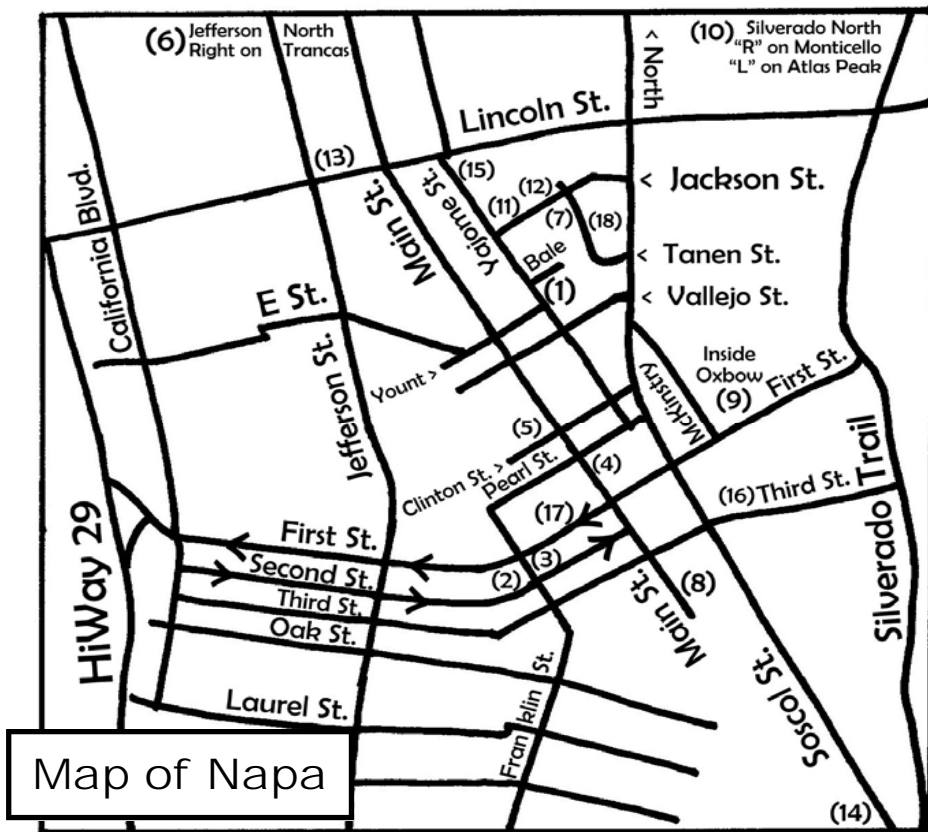 (6) Jefferson North
Right on Trancas
< North
(10) Silverado North
"R" on Monticello
"L" on Atlas Peak
Lincoln St.
(13)
(15)
California Blvd.
Main St.
Yajome St.
(11)
(12)
(7)
(18)
< Jackson St.
Bale
< Tanen St.
(1)
< Vallejo St.
E St.
Yount >
Jefferson St.
McKinstry
Inside
Oxbow
(9)
First St.
(5)
Clinton St. >
Pearl St.
(4)
(16) Third St.
Silverado Trail
(17)
First St.
(3)
(2)
Second St.
Third St.
Oak St.
HiWay 29
(8)
Main St.
Soscol St.
Laurel St.
Franklin St.
Map of Napa
(14)